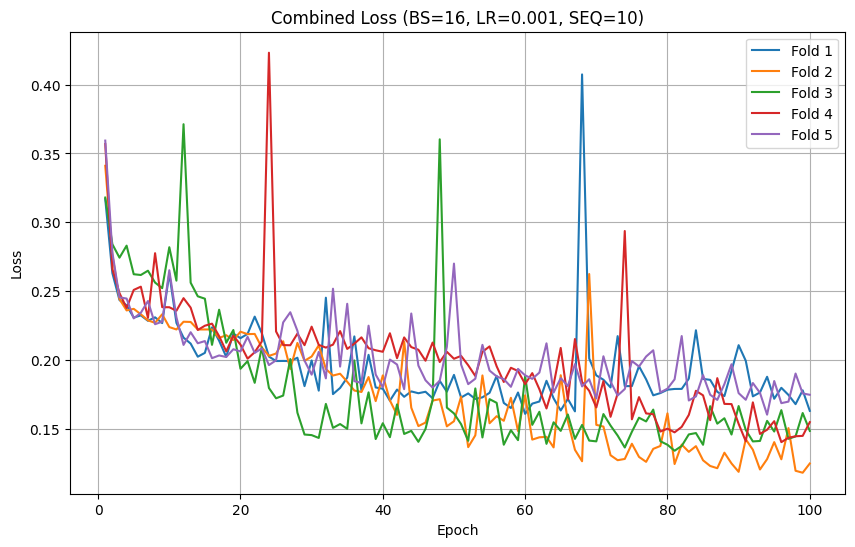 Combined Loss (BS=16, LR=0.001, SEQ=10)
Fold 1
Fold 2
Fold 3
Fold 4
Fold 5
Loss
0.40
0.35
0.30
0.25
0.20
0.15
0
20
40
60
80
100
Epoch